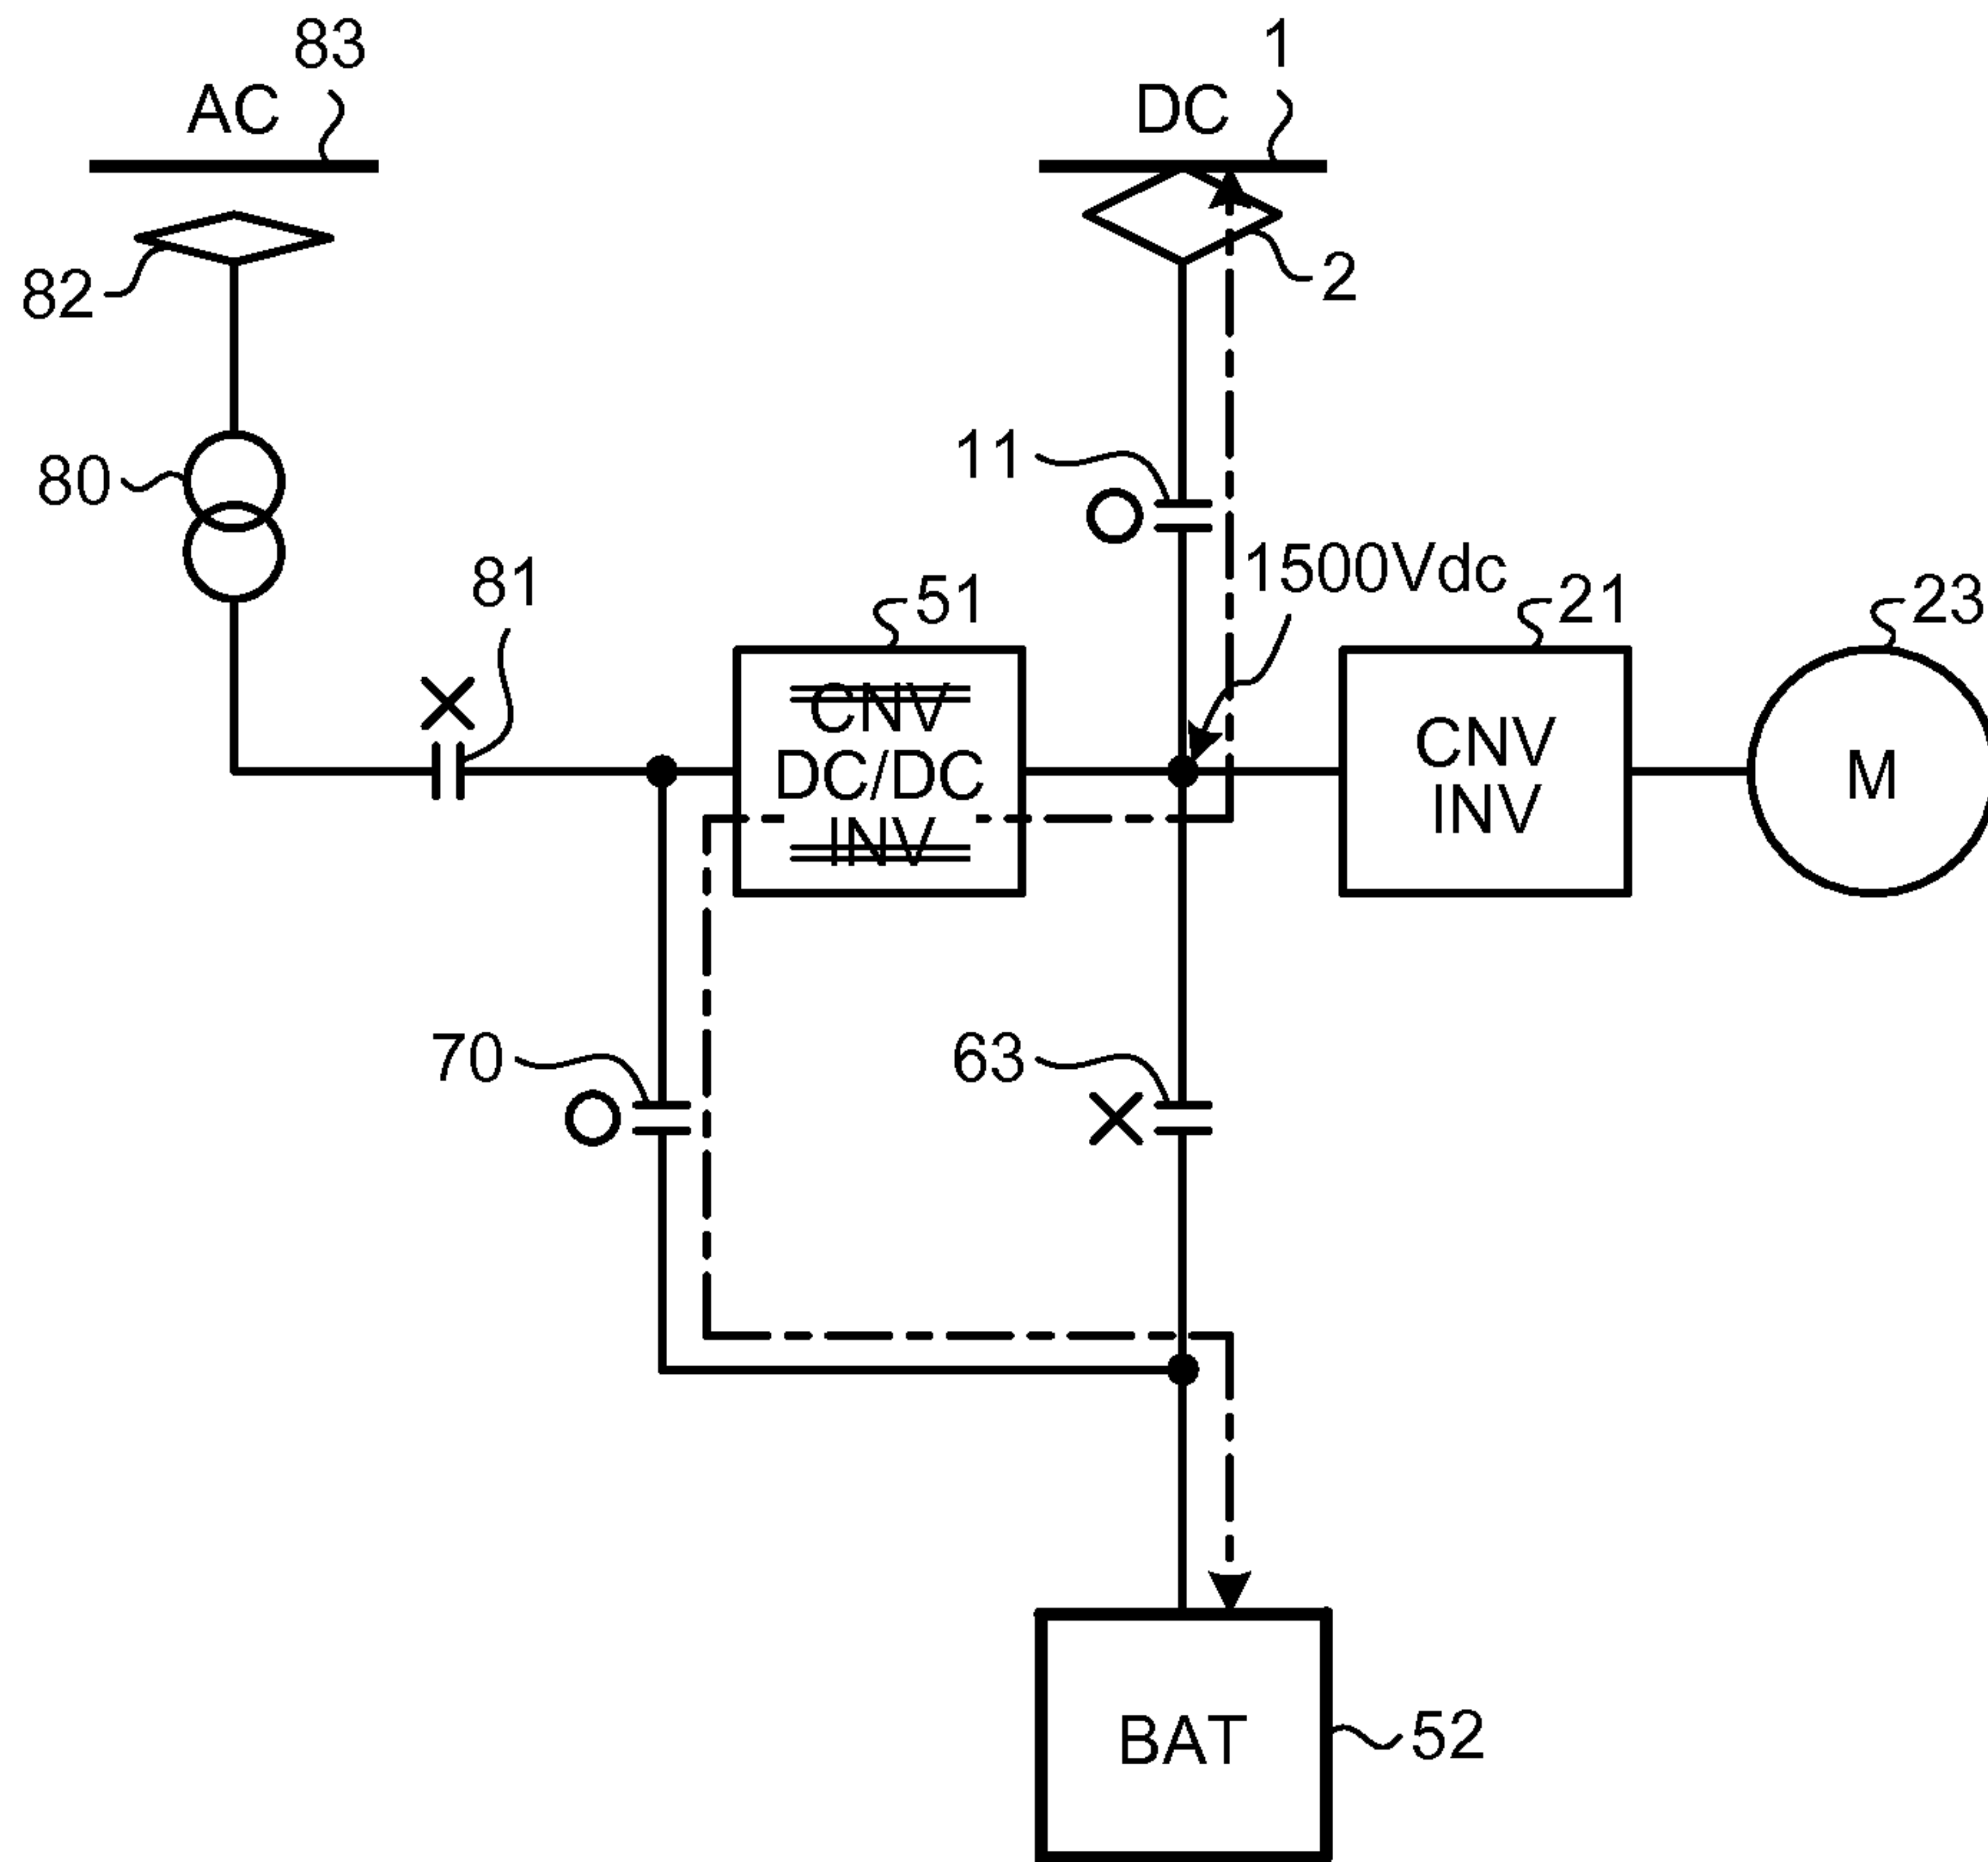 83
AC
1
DC
82
2
80
11
81
51
1500Vdc
21
23
CNV
DC/DC
INV
CNV
INV
M
70
63
BAT
52